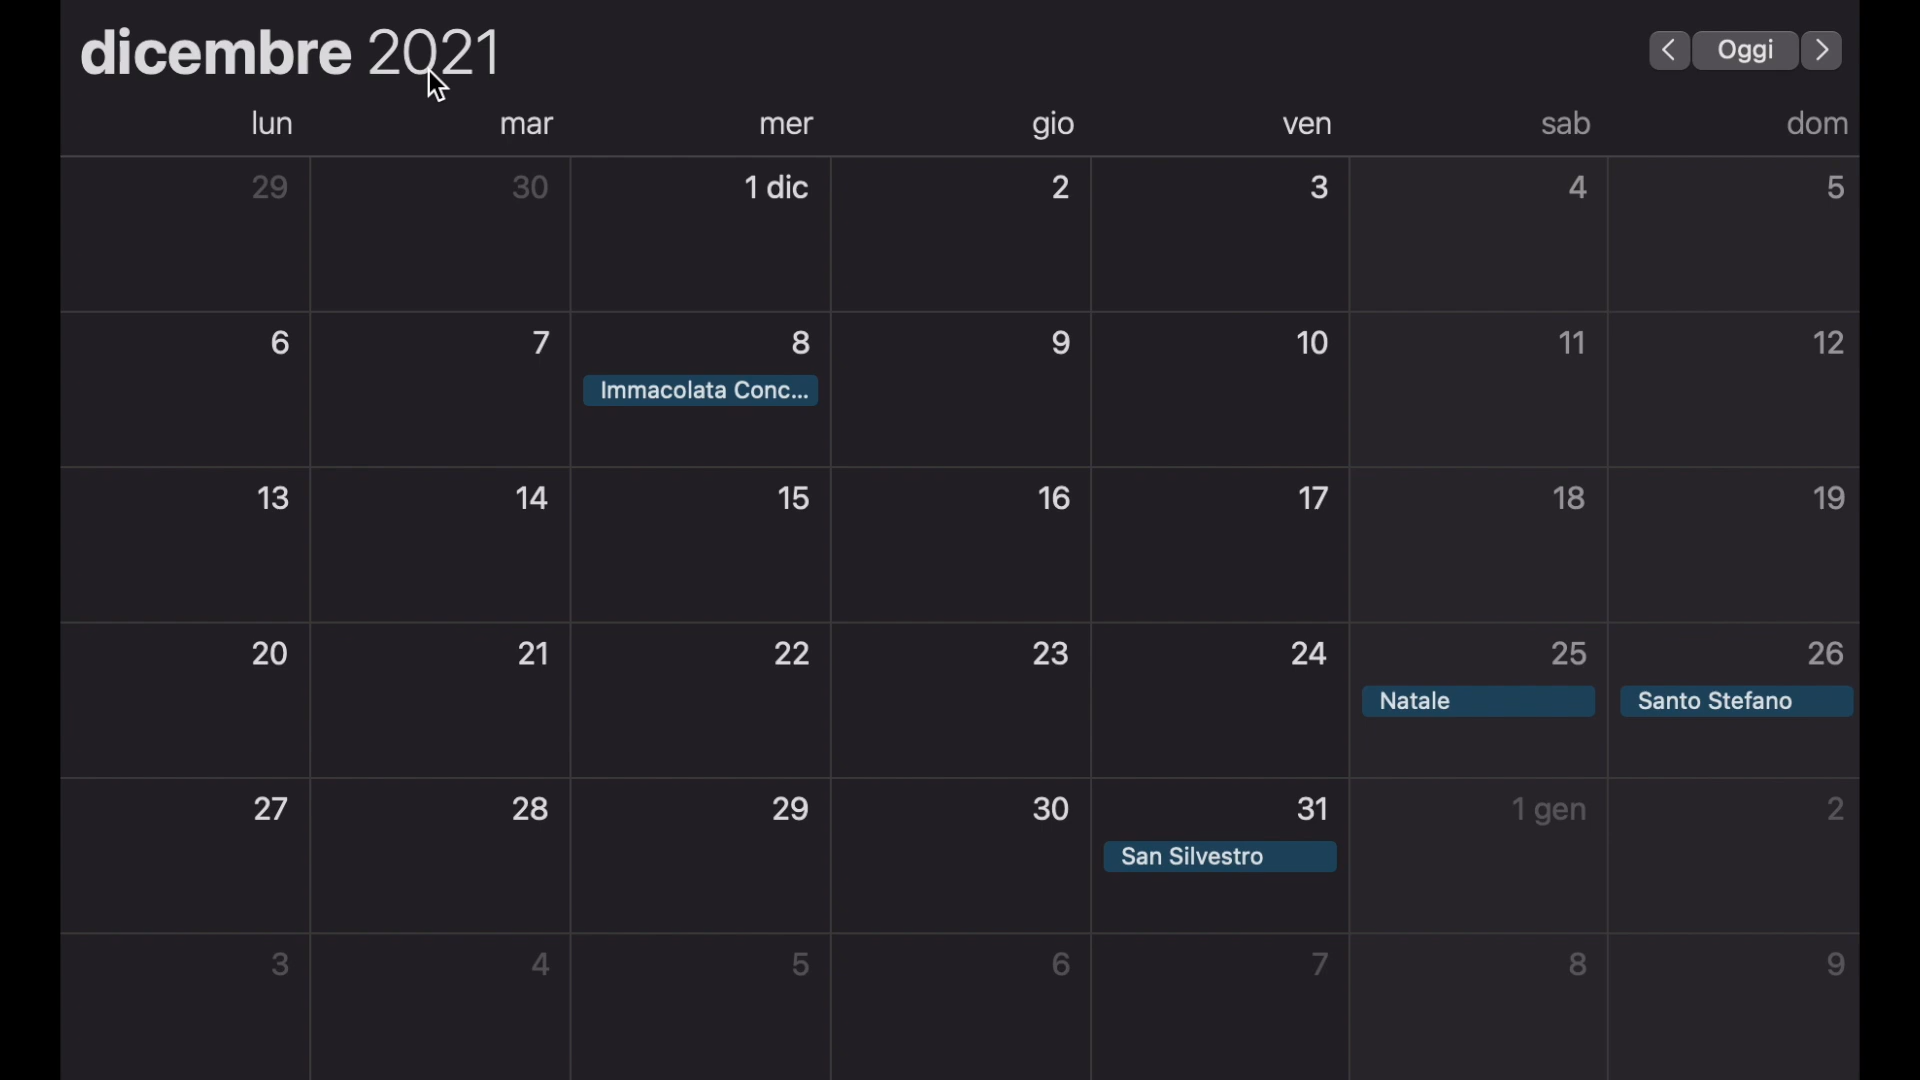 dicembre 2021
Oggi
lun mar mer gio ven sab dom
29 30 1 dic 2 3 4 5
6 7 8 9 10 11 12
Immacolata Conc...
13 14 15 16 17 18 19
20 21 22 23 24 25 26
Natale Santo Stefano
27 28 29 30 31 1 gen 2
San Silvestro
3 4 5 6 7 8 9